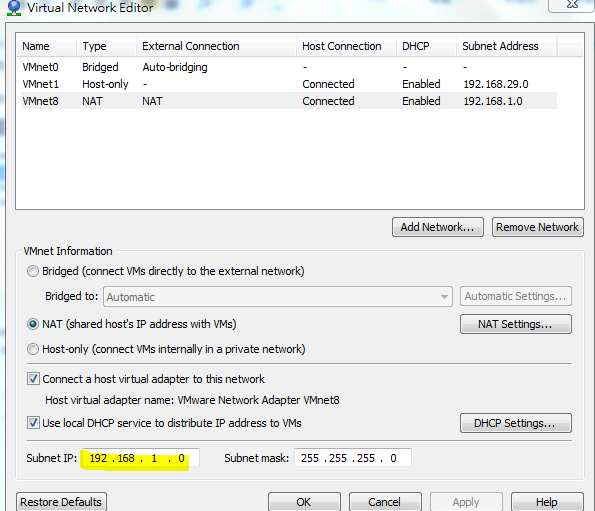 Virtual Network Editor
Name Type External Connection Host Connection DHCP Subnet Address
VMnet0 Bridged Auto-bridging - - -
VMnet1 Host-only - Connected Enabled 192.168.29.0
VMnet8 NAT NAT Connected Enabled 192.168.1.0
Add Network... Remove Network
VMnet Information
Bridged (connect VMs directly to the external network)
Bridged to: Automatic Automatic Settings...
NAT (shared host's IP address with VMs) NAT Settings...
Host-only (connect VMs internally in a private network)
Connect a host virtual adapter to this network
Host virtual adapter name: VMware Network Adapter VMnet8
Use local DHCP service to distribute IP address to VMs DHCP Settings...
Subnet IP: 192 . 168 . 1 . 0 Subnet mask: 255 . 255 . 255 . 0
Restore Defaults OK Cancel Apply Help